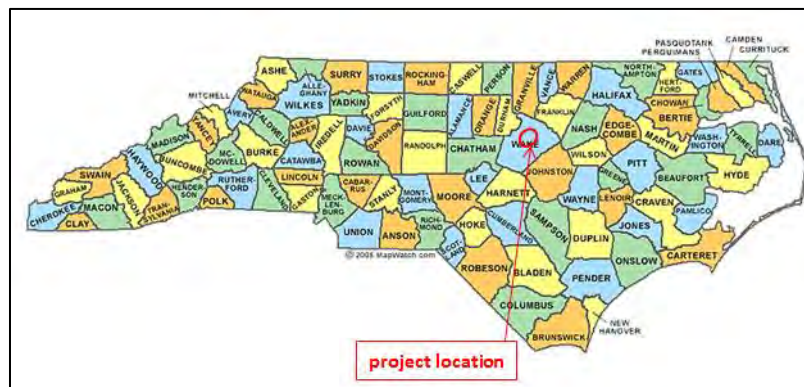 PASQUOTANK
PERQUIMANS
CAMDEN
CURRITUCK
ASHE
ALLE-
GHANY
SURRY
STOKES
ROCKING-
HAM
CASWELL
PERSON
GRANVILLE
VANCE
WARREN
NORTH-
AMPTON
GATES
HERT-
FORD
HALIFAX
MITCHELL
WATAUGA
WILKES
YADKIN
FORSYTH
GUILFORD
ALAMANCE
ORANGE
DURHAM
FRANKLIN
CHOWAN
BERTIE
AVERY
CALDWELL
ALEX-
ANDER
DAVIE
NASH
EDGE-
COMBE
MARTIN
WASH-
INGTON
TYRRELL
DARE
MADISON
YANCEY
IREDELL
DAVIDSON
RANDOLPH
CHATHAM
WAKE
WILSON
PITT
BEAUFORT
HYDE
HAYWOOD
BUNCOMBE
MC-
DOWELL
BURKE
CATAWBA
ROWAN
LEE
JOHNSTON
GREENE
SWAIN
GRAHAM
JACKSON
HENDER-
SON
RUTHER-
FORD
CLEVELAND
LINCOLN
GASTON
CABAR-
RUS
STANLY
MONT-
GOMERY
MOORE
HARNETT
WAYNE
LENOIR
CRAVEN
PAMLICO
CHEROKEE
MACON
CLAY
TRAN-
SYLVANIA
POLK
MECK-
LEN-
BURG
RICH-
MOND
HOKE
CUMBERLAND
SAMPSON
DUPLIN
JONES
UNION
ANSON
SCOT-
LAND
ONSLOW
CARTERET
© 2006 MapWatch.com
ROBESON
BLADEN
PENDER
COLUMBUS
NEW
HANOVER
BRUNSWICK
project location